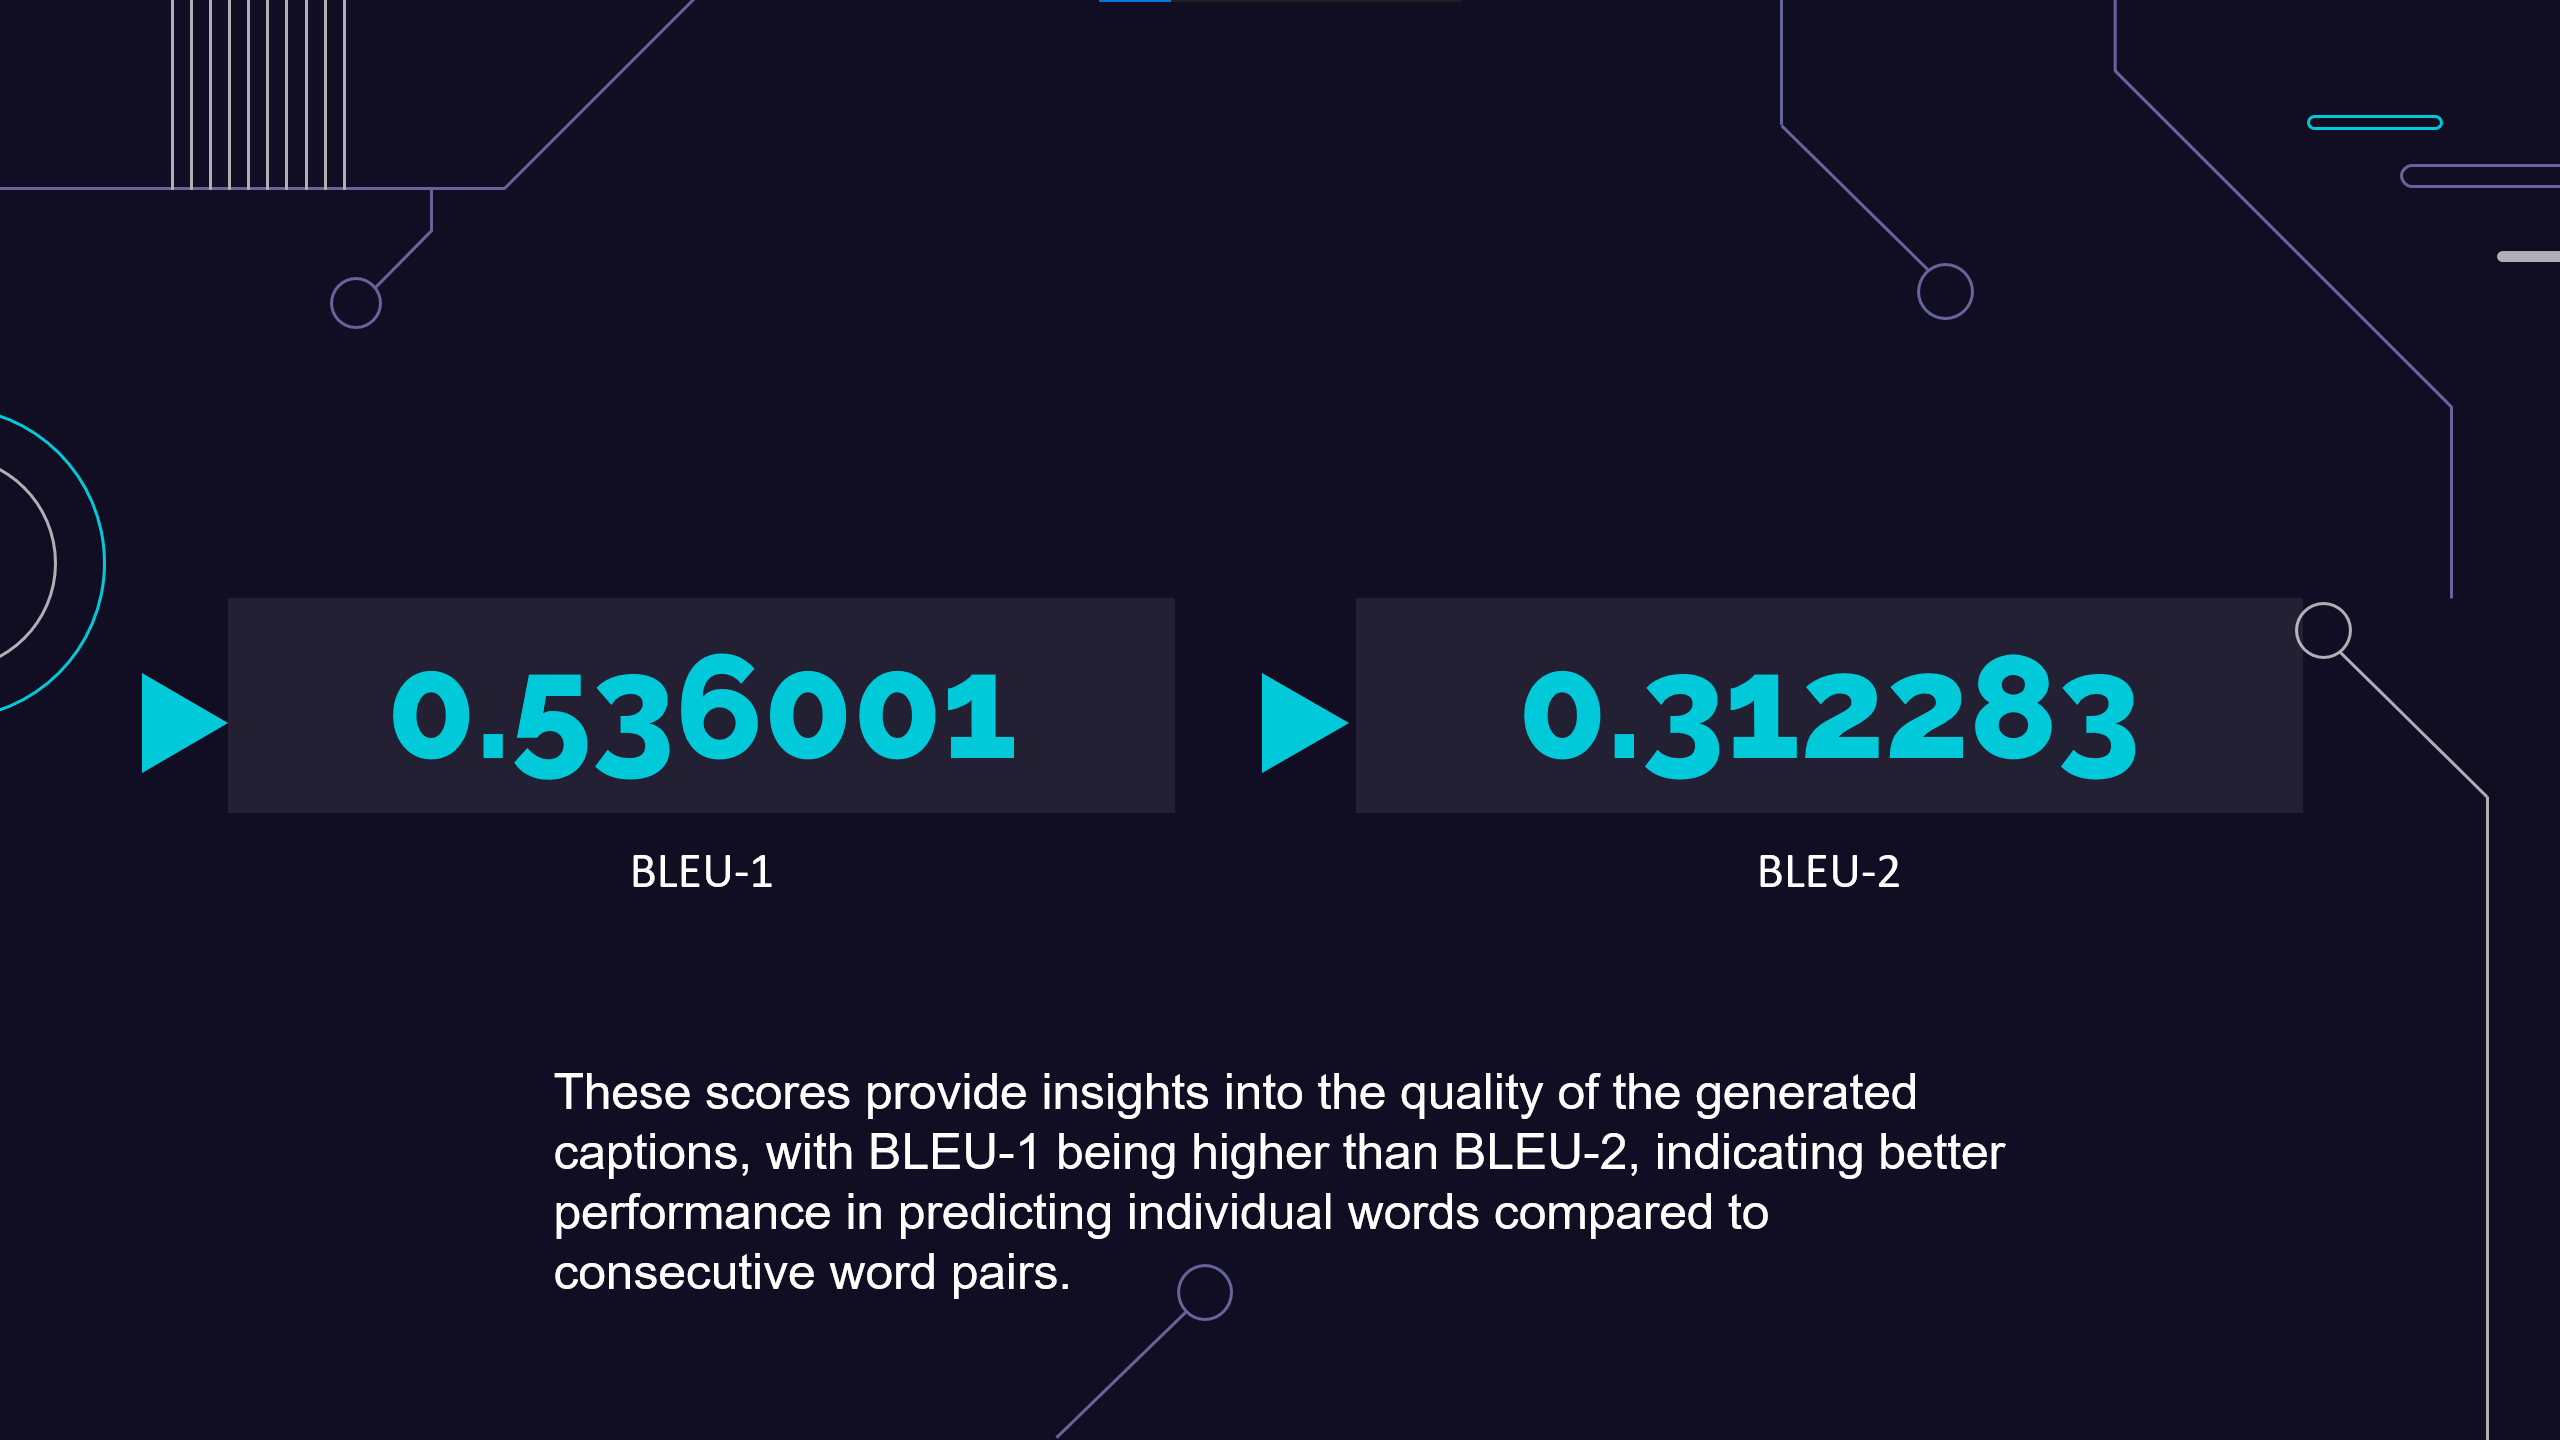 0.536001
0.312283
BLEU-1
BLEU-2
These scores provide insights into the quality of the generated
captions, with BLEU-1 being higher than BLEU-2, indicating better
performance in predicting individual words compared to
consecutive word pairs.